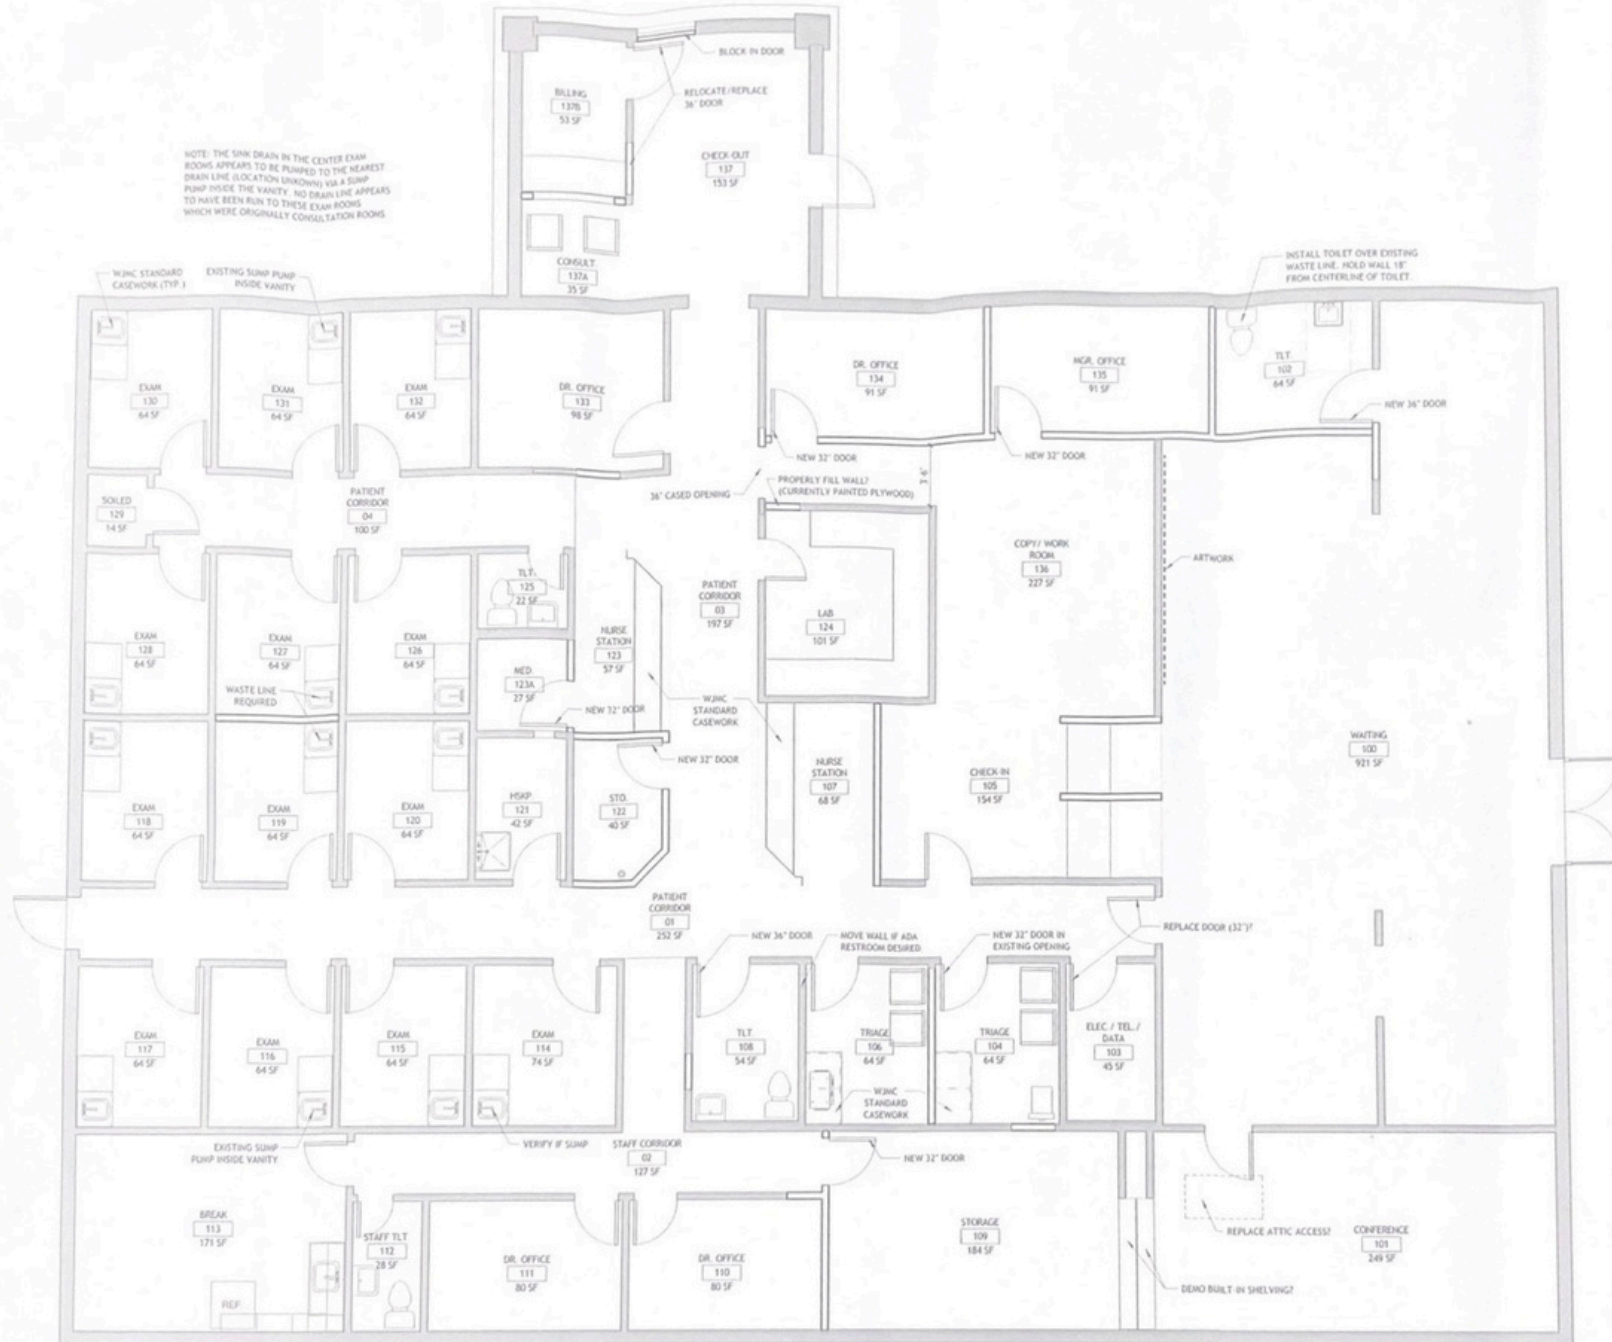 BLOCK IN DOOR
BILLING
137B
53 SF
RELOCATE/REPLACE
36" DOOR
NOTE: THE SINK DRAIN IN THE CENTER EXAM
ROOMS APPEARS TO BE PUMPED TO THE NEAREST
DRAIN LINE (LOCATION UNKOWN) VIA A SUMP
PUMP INSIDE THE VANITY. NO DRAIN LINE APPEARS
TO HAVE BEEN RUN TO THESE EXAM ROOMS
WHICH WERE ORIGINALLY CONSULTATION ROOMS
CHECK-OUT
137
153 SF
CONSULT.
137A
35 SF
WJMC STANDARD
CASEWORK (TYP.)
EXISTING SUMP PUMP
INSIDE VANITY
INSTALL TOILET OVER EXISTING
WASTE LINE. HOLD WALL 18"
FROM CENTERLINE OF TOILET.
EXAM
130
64 SF
EXAM
131
64 SF
EXAM
132
64 SF
DR. OFFICE
133
98 SF
DR. OFFICE
134
91 SF
MGR. OFFICE
135
91 SF
TLT.
102
64 SF
NEW 36" DOOR
NEW 32" DOOR
NEW 32" DOOR
36" CASED OPENING
PROPERLY FILL WALL?
(CURRENTLY PAINTED PLYWOOD)
3'6"
SOILED
129
14 SF
PATIENT
CORRIDOR
04
100 SF
COPY/ WORK
ROOM
136
227 SF
ARTWORK
TLT.
125
22 SF
PATIENT
CORRIDOR
03
197 SF
LAB
124
101 SF
EXAM
128
64 SF
EXAM
127
64 SF
EXAM
126
64 SF
NURSE
STATION
123
57 SF
MED.
123A
27 SF
WASTE LINE
REQUIRED
NEW 32" DOOR
WJMC
STANDARD
CASEWORK
NEW 32" DOOR
WAITING
100
921 SF
EXAM
118
64 SF
EXAM
119
64 SF
EXAM
120
64 SF
HSKP.
121
42 SF
STO.
122
40 SF
NURSE
STATION
107
68 SF
CHECK-IN
105
154 SF
PATIENT
CORRIDOR
01
252 SF
NEW 36" DOOR
MOVE WALL IF ADA
RESTROOM DESIRED
NEW 32" DOOR IN
EXISTING OPENING
REPLACE DOOR (32")?
EXAM
117
64 SF
EXAM
116
64 SF
EXAM
115
64 SF
EXAM
114
74 SF
TLT.
108
54 SF
TRIAGE
106
64 SF
TRIAGE
104
64 SF
ELEC./ TEL./
DATA
103
45 SF
WJMC
STANDARD
CASEWORK
EXISTING SUMP
PUMP INSIDE VANITY
VERIFY IF SUMP
STAFF CORRIDOR
02
127 SF
NEW 32" DOOR
BREAK
113
171 SF
REF.
STAFF TLT
112
28 SF
DR. OFFICE
111
80 SF
DR. OFFICE
110
80 SF
STORAGE
109
184 SF
REPLACE ATTIC ACCESS?
CONFERENCE
101
249 SF
DEMO BUILT-IN SHELVING?